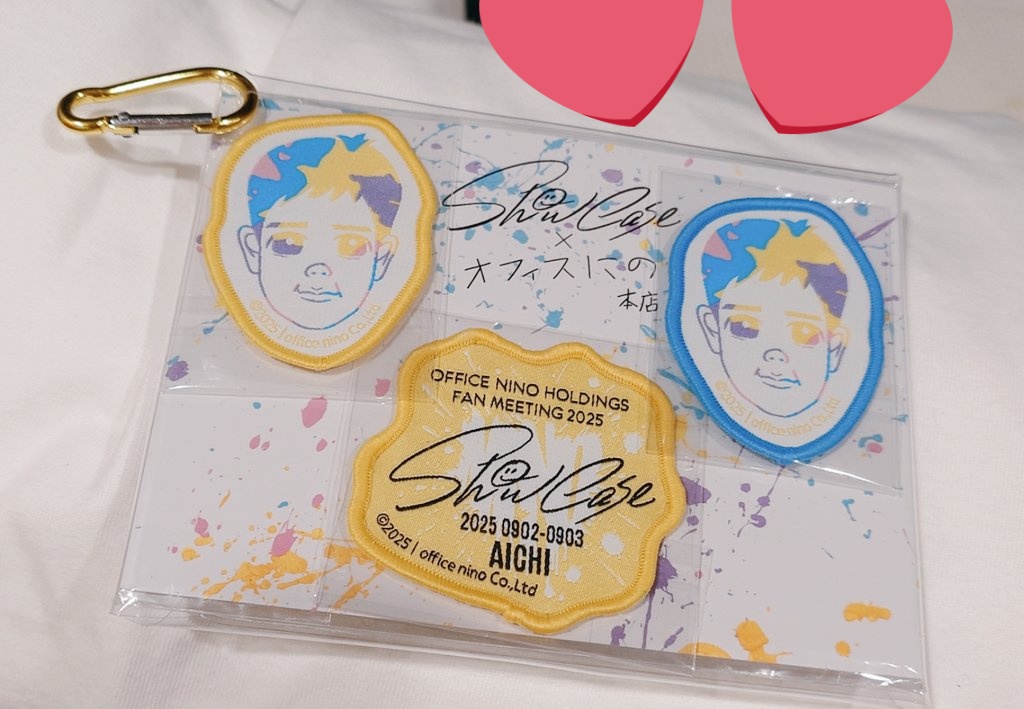 ShowCase
×
オフィスにの
本店
©2025 | office nino Co.,Ltd
©2025 | office nino Co.,Ltd
OFFICE NINO HOLDINGS
FAN MEETING 2025
ShowCase
2025 0902-0903
AICHI
©2025 | office nino Co.,Ltd